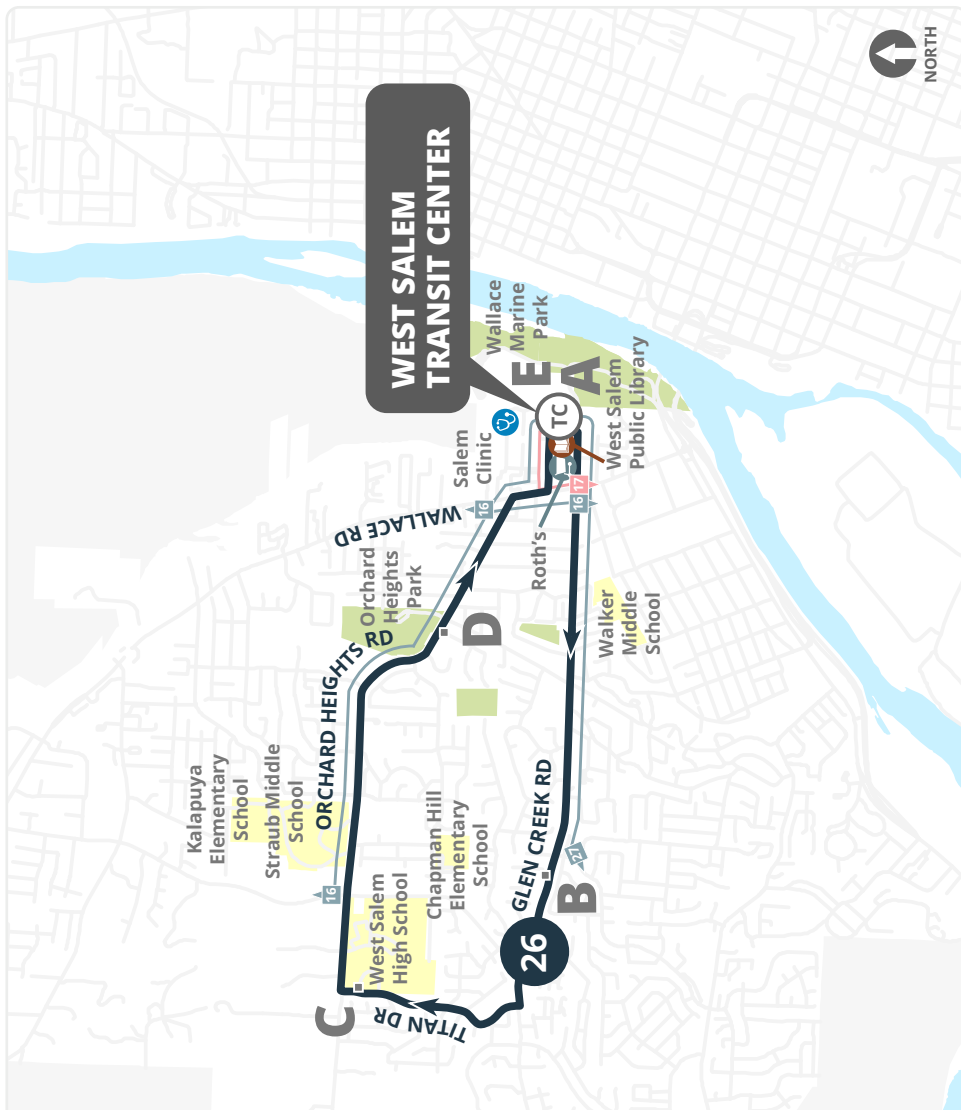 NORTH
WEST SALEM
TRANSIT CENTER
Wallace
Marine
Park
E
A
TC
West Salem
Public Library
Salem
Clinic
Roth's
17
16
16
WALLACE RD
Orchard
Heights
Park
D
Walker
Middle
School
ORCHARD HEIGHTS RD
Kalapuya
Elementary
School
Straub Middle
School
16
Chapman Hill
Elementary
School
GLEN CREEK RD
27
B
West Salem
High School
26
C
TITAN DR